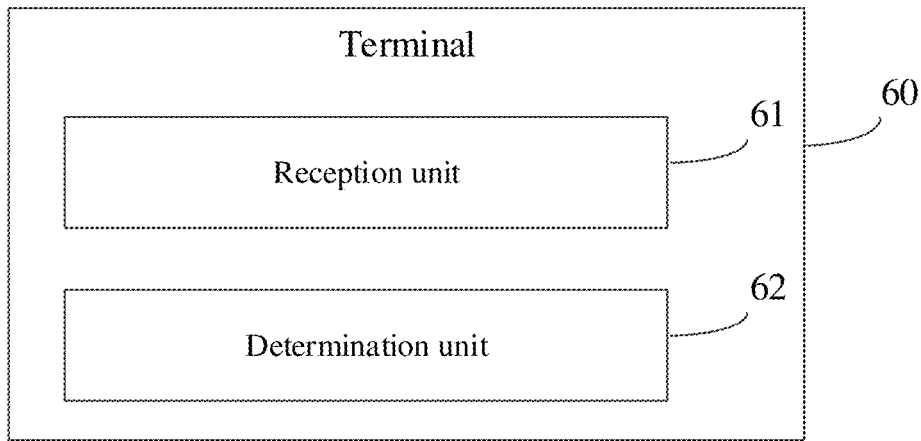 Terminal
61
60
Reception unit
62
Determination unit